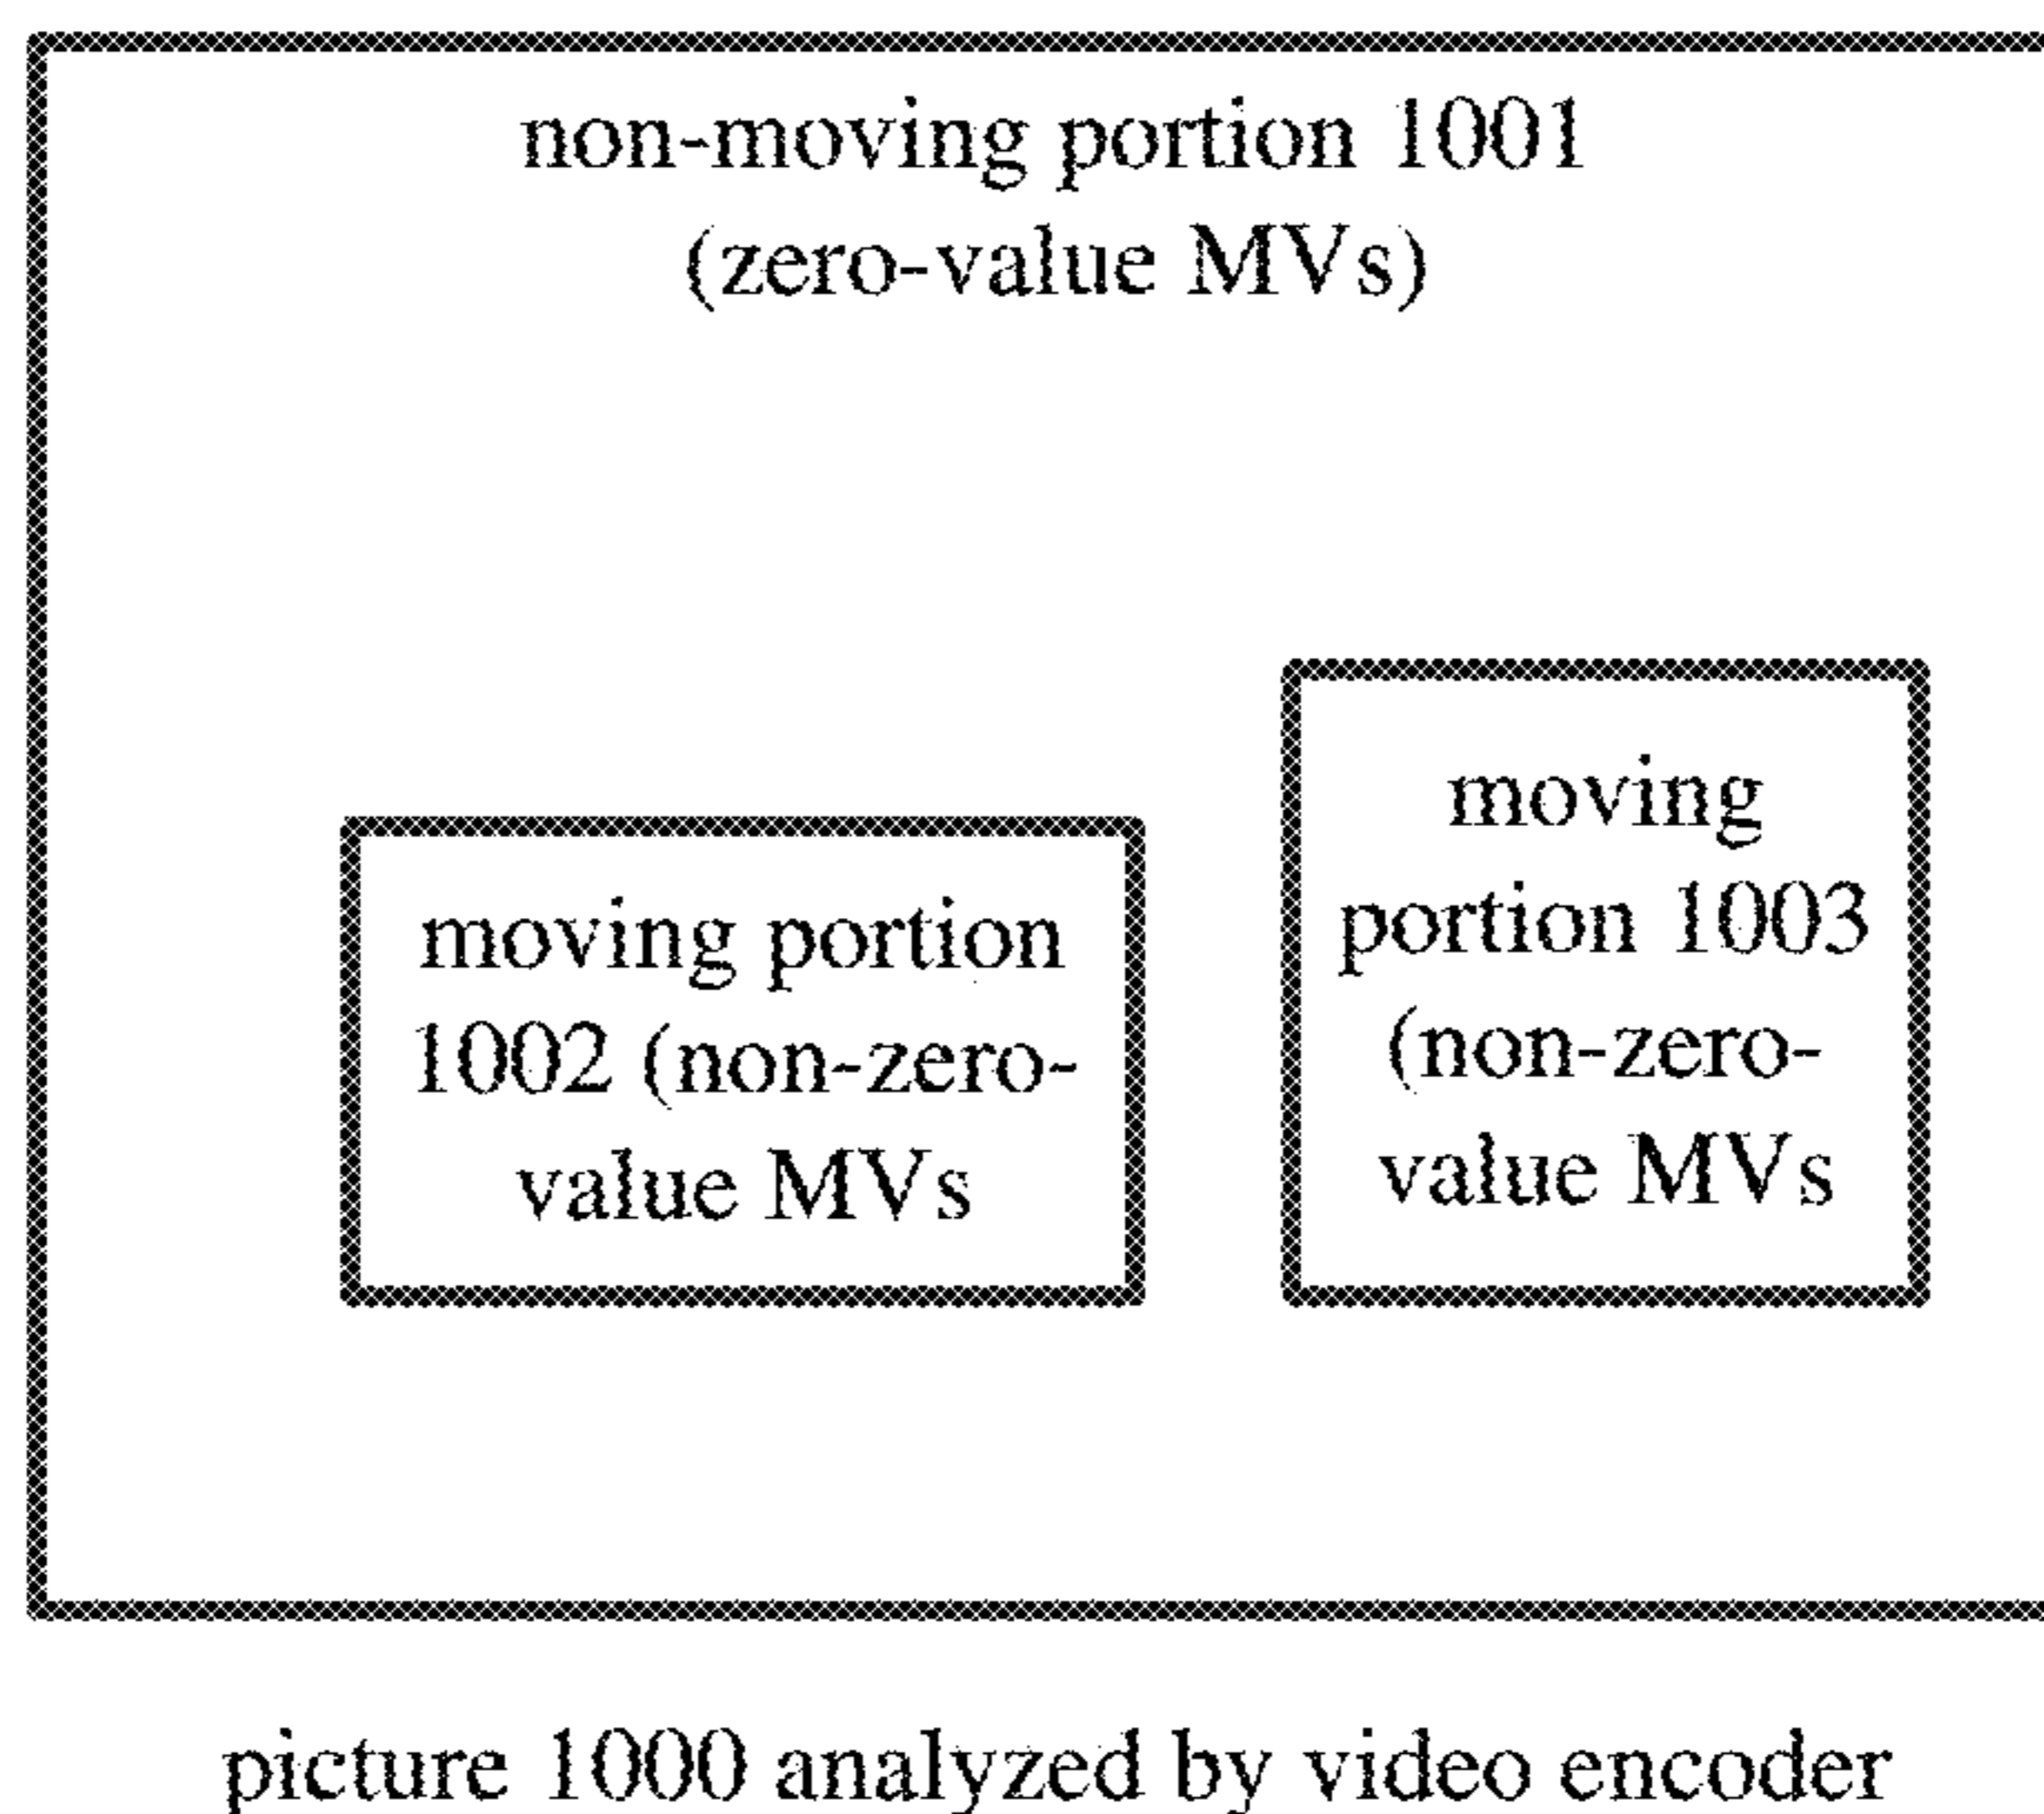 non-moving portion 1001
(zero-value MVs)
moving portion
1002 (non-zero-
value MVs
moving
portion 1003
(non-zero-
value MVs
picture 1000 analyzed by video encoder